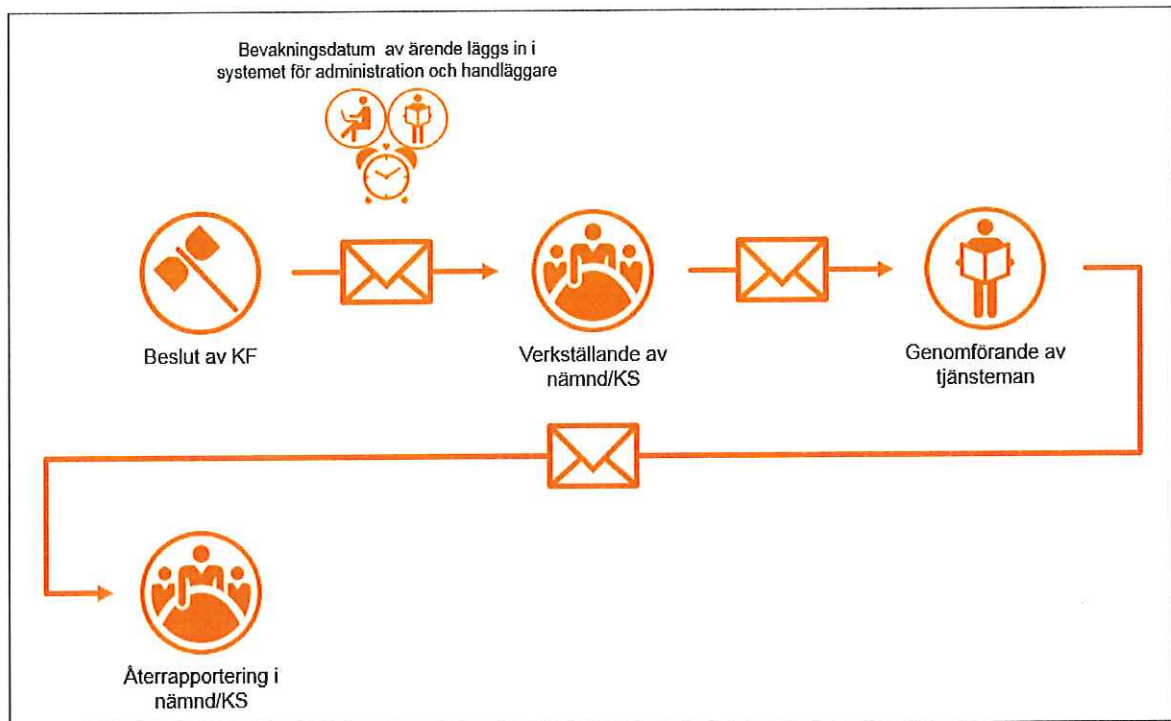 Bevakningsdatum av ärende läggs in i
systemet för administration och handläggare
Beslut av KF
Verkställande av
nämnd/KS
Genomförande av
tjänsteman
Återrapportering i
nämnd/KS